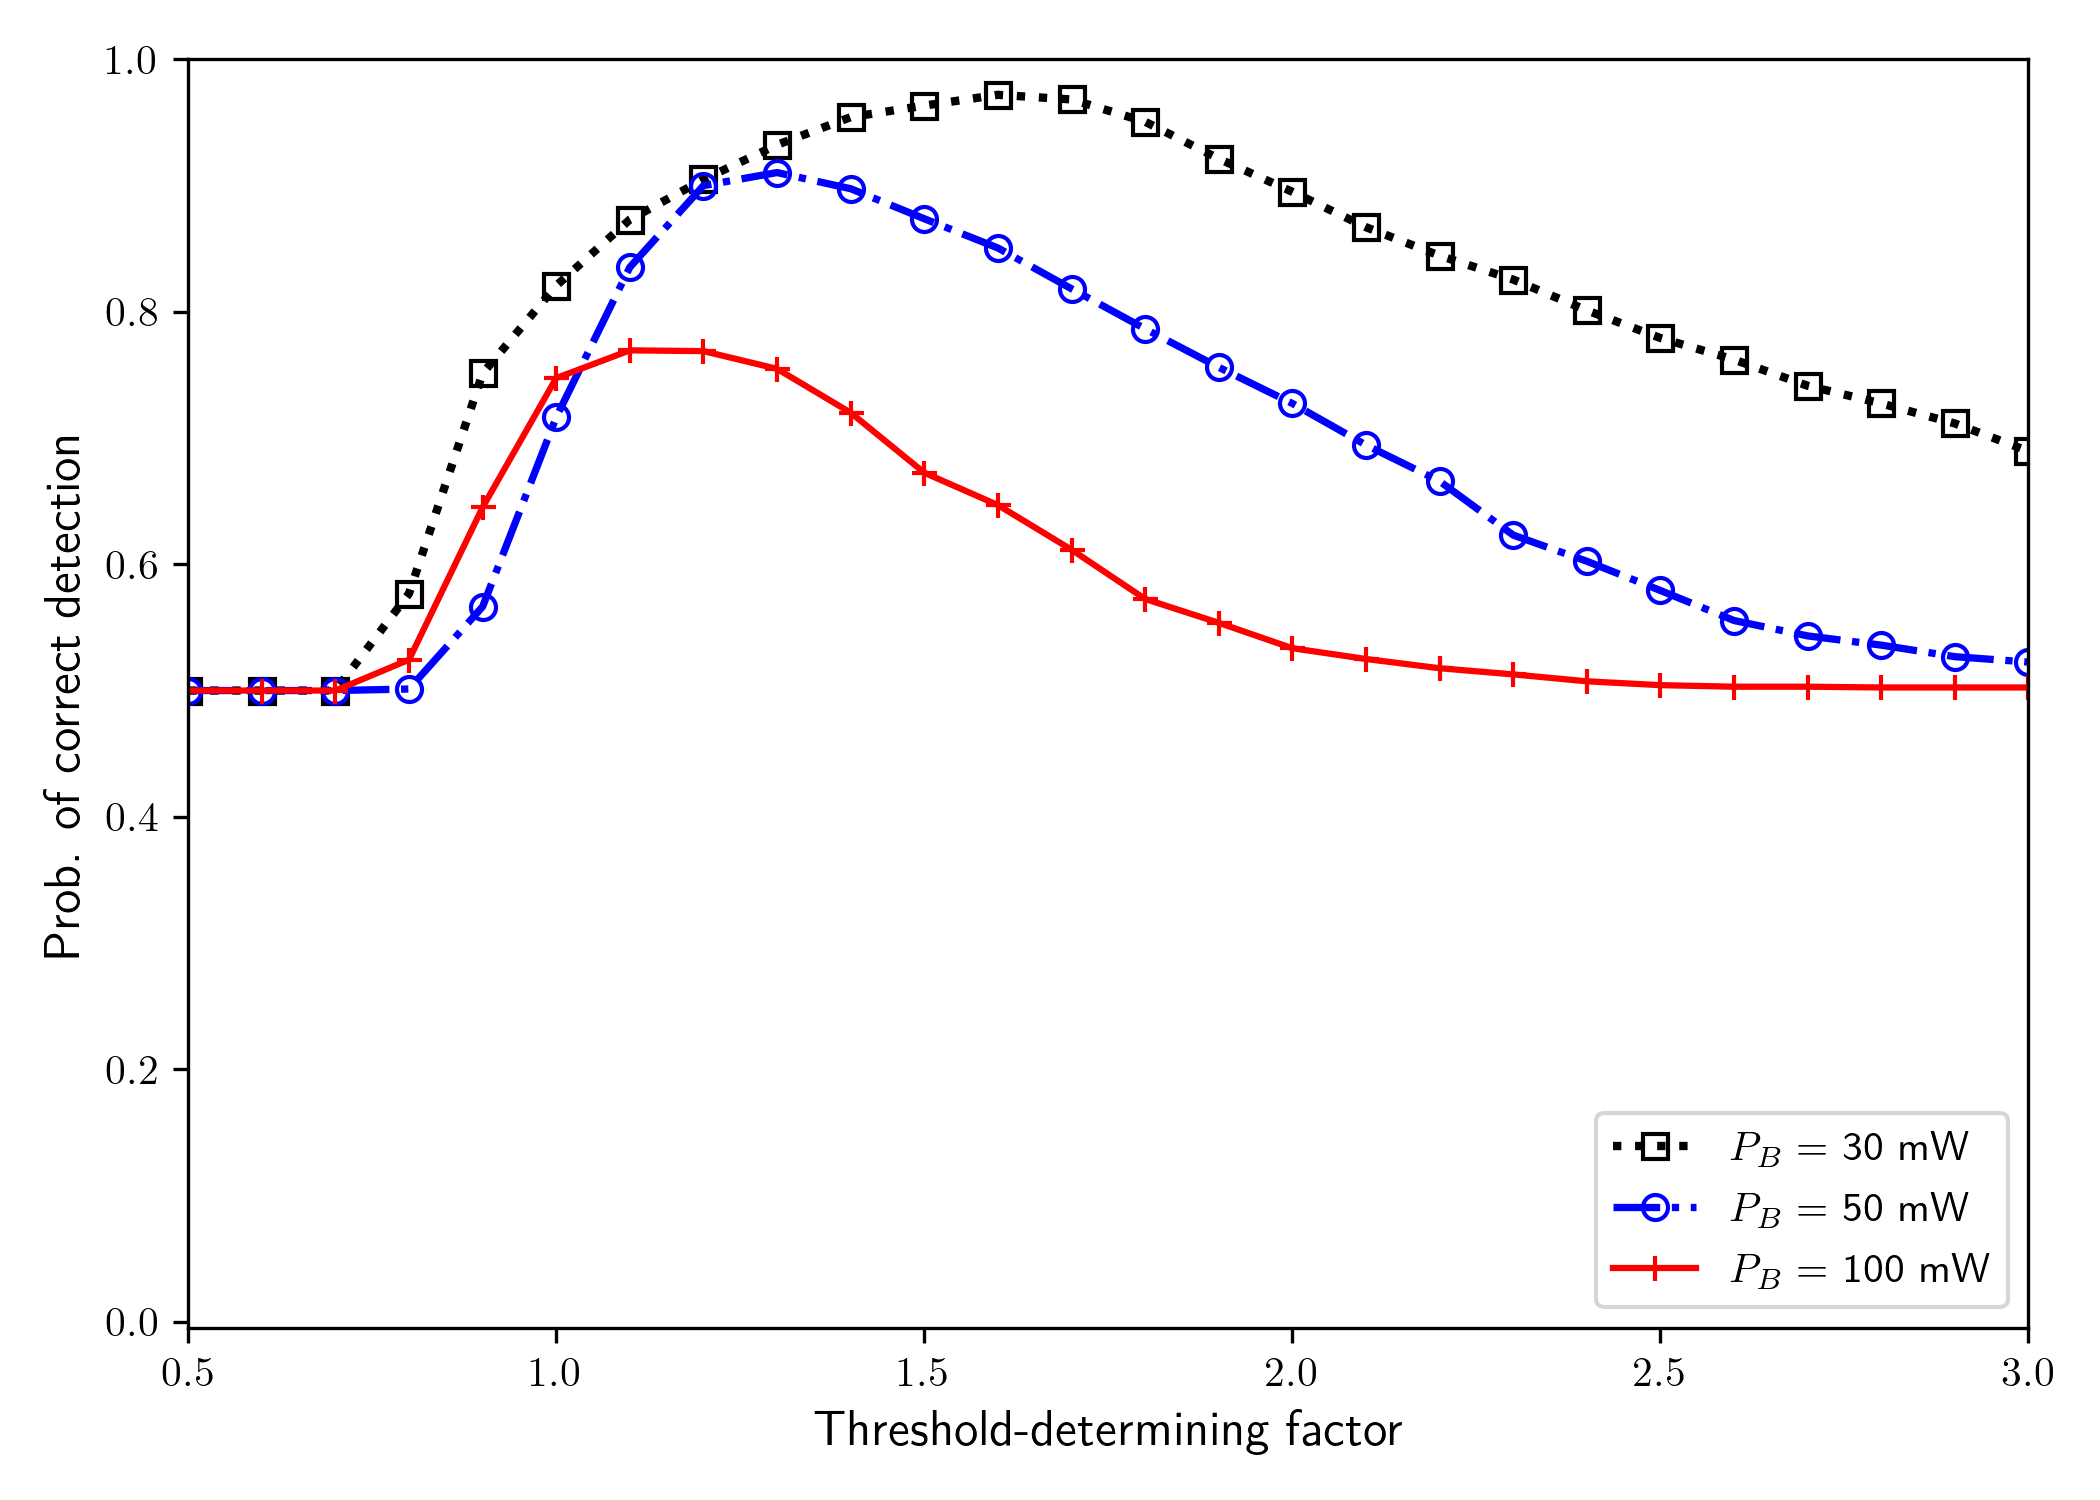 1.0
0.8
0.6
0.4
0.2
0.0
Prob. of correct detection
0.5 1.0 1.5 2.0 2.5 3.0
Threshold-determining factor
P_B = 30 mW
P_B = 50 mW
P_B = 100 mW